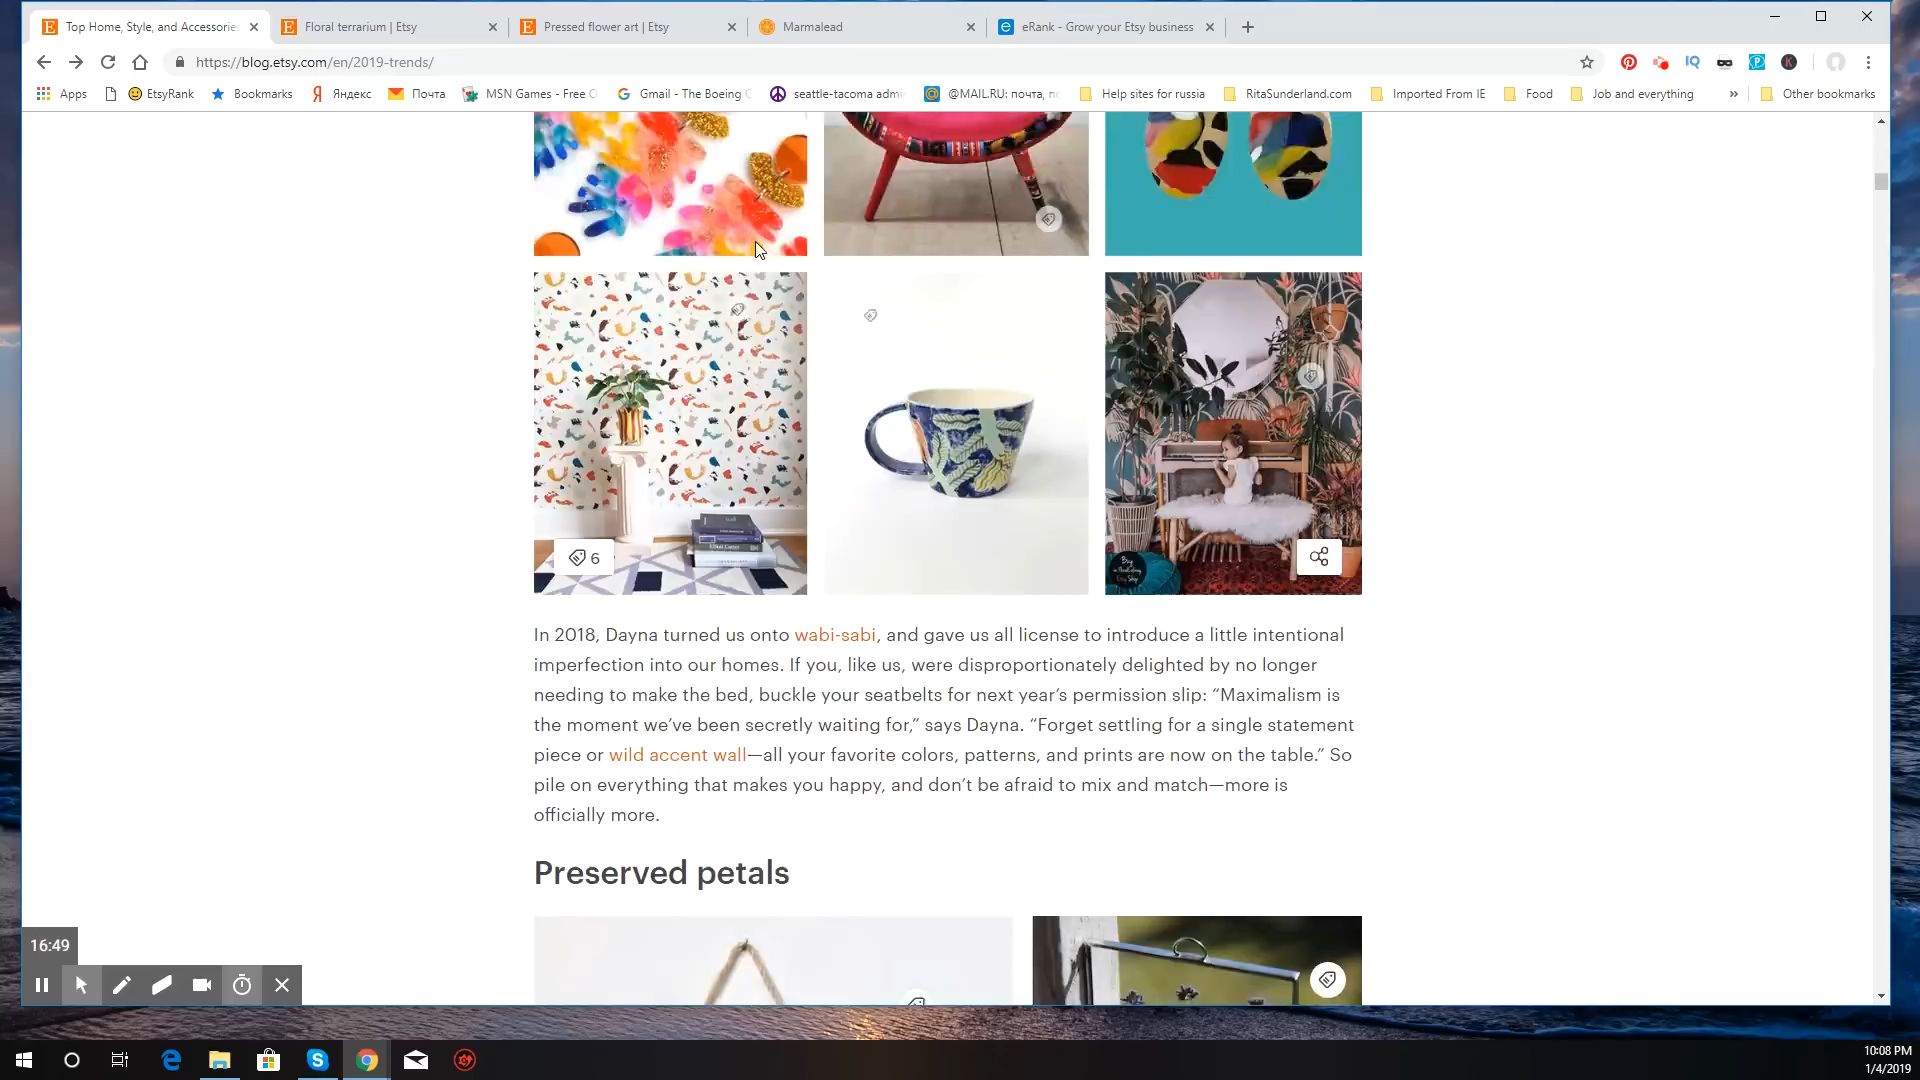 Top Home, Style, and Accessorie
Floral terrarium | Etsy
Pressed flower art | Etsy
Marmalead
eRank - Grow your Etsy business
https://blog.etsy.com/en/2019-trends/
Apps
EtsyRank
Bookmarks
Яндекс
Почта
MSN Games - Free C
Gmail - The Boeing C
seattle-tacoma admi
@MAIL.RU: почта, по
Help sites for russia
RitaSunderland.com
Imported From IE
Food
Job and everything
»
Other bookmarks
6
In 2018, Dayna turned us onto wabi-sabi, and gave us all license to introduce a little intentional
imperfection into our homes. If you, like us, were disproportionately delighted by no longer
needing to make the bed, buckle your seatbelts for next year’s permission slip: “Maximalism is
the moment we’ve been secretly waiting for,” says Dayna. “Forget settling for a single statement
piece or wild accent wall—all your favorite colors, patterns, and prints are now on the table.” So
pile on everything that makes you happy, and don’t be afraid to mix and match—more is
officially more.
Preserved petals
16:49
10:08 PM
1/4/2019